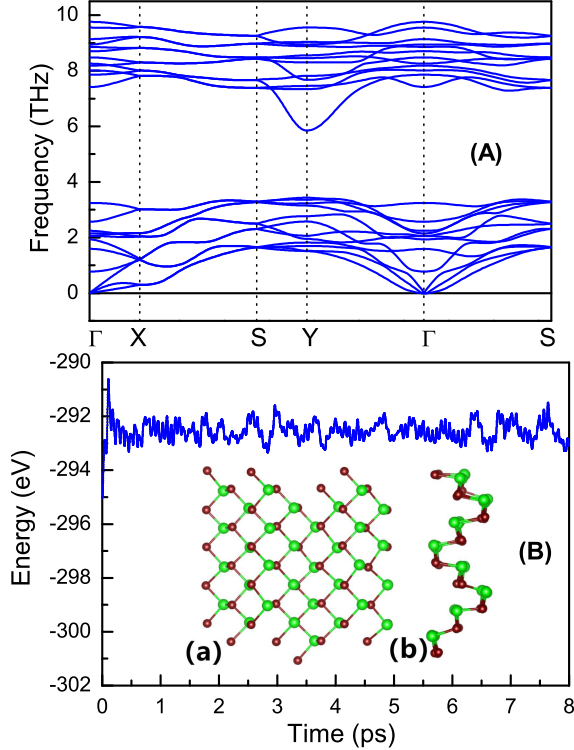 10
8
6
4
2
0
Frequency (THz)
(A)
Γ X S Y Γ S
-290
-292
-294
-296
-298
-300
-302
Energy (eV)
(B)
(a) (b)
0 1 2 3 4 5 6 7 8
Time (ps)